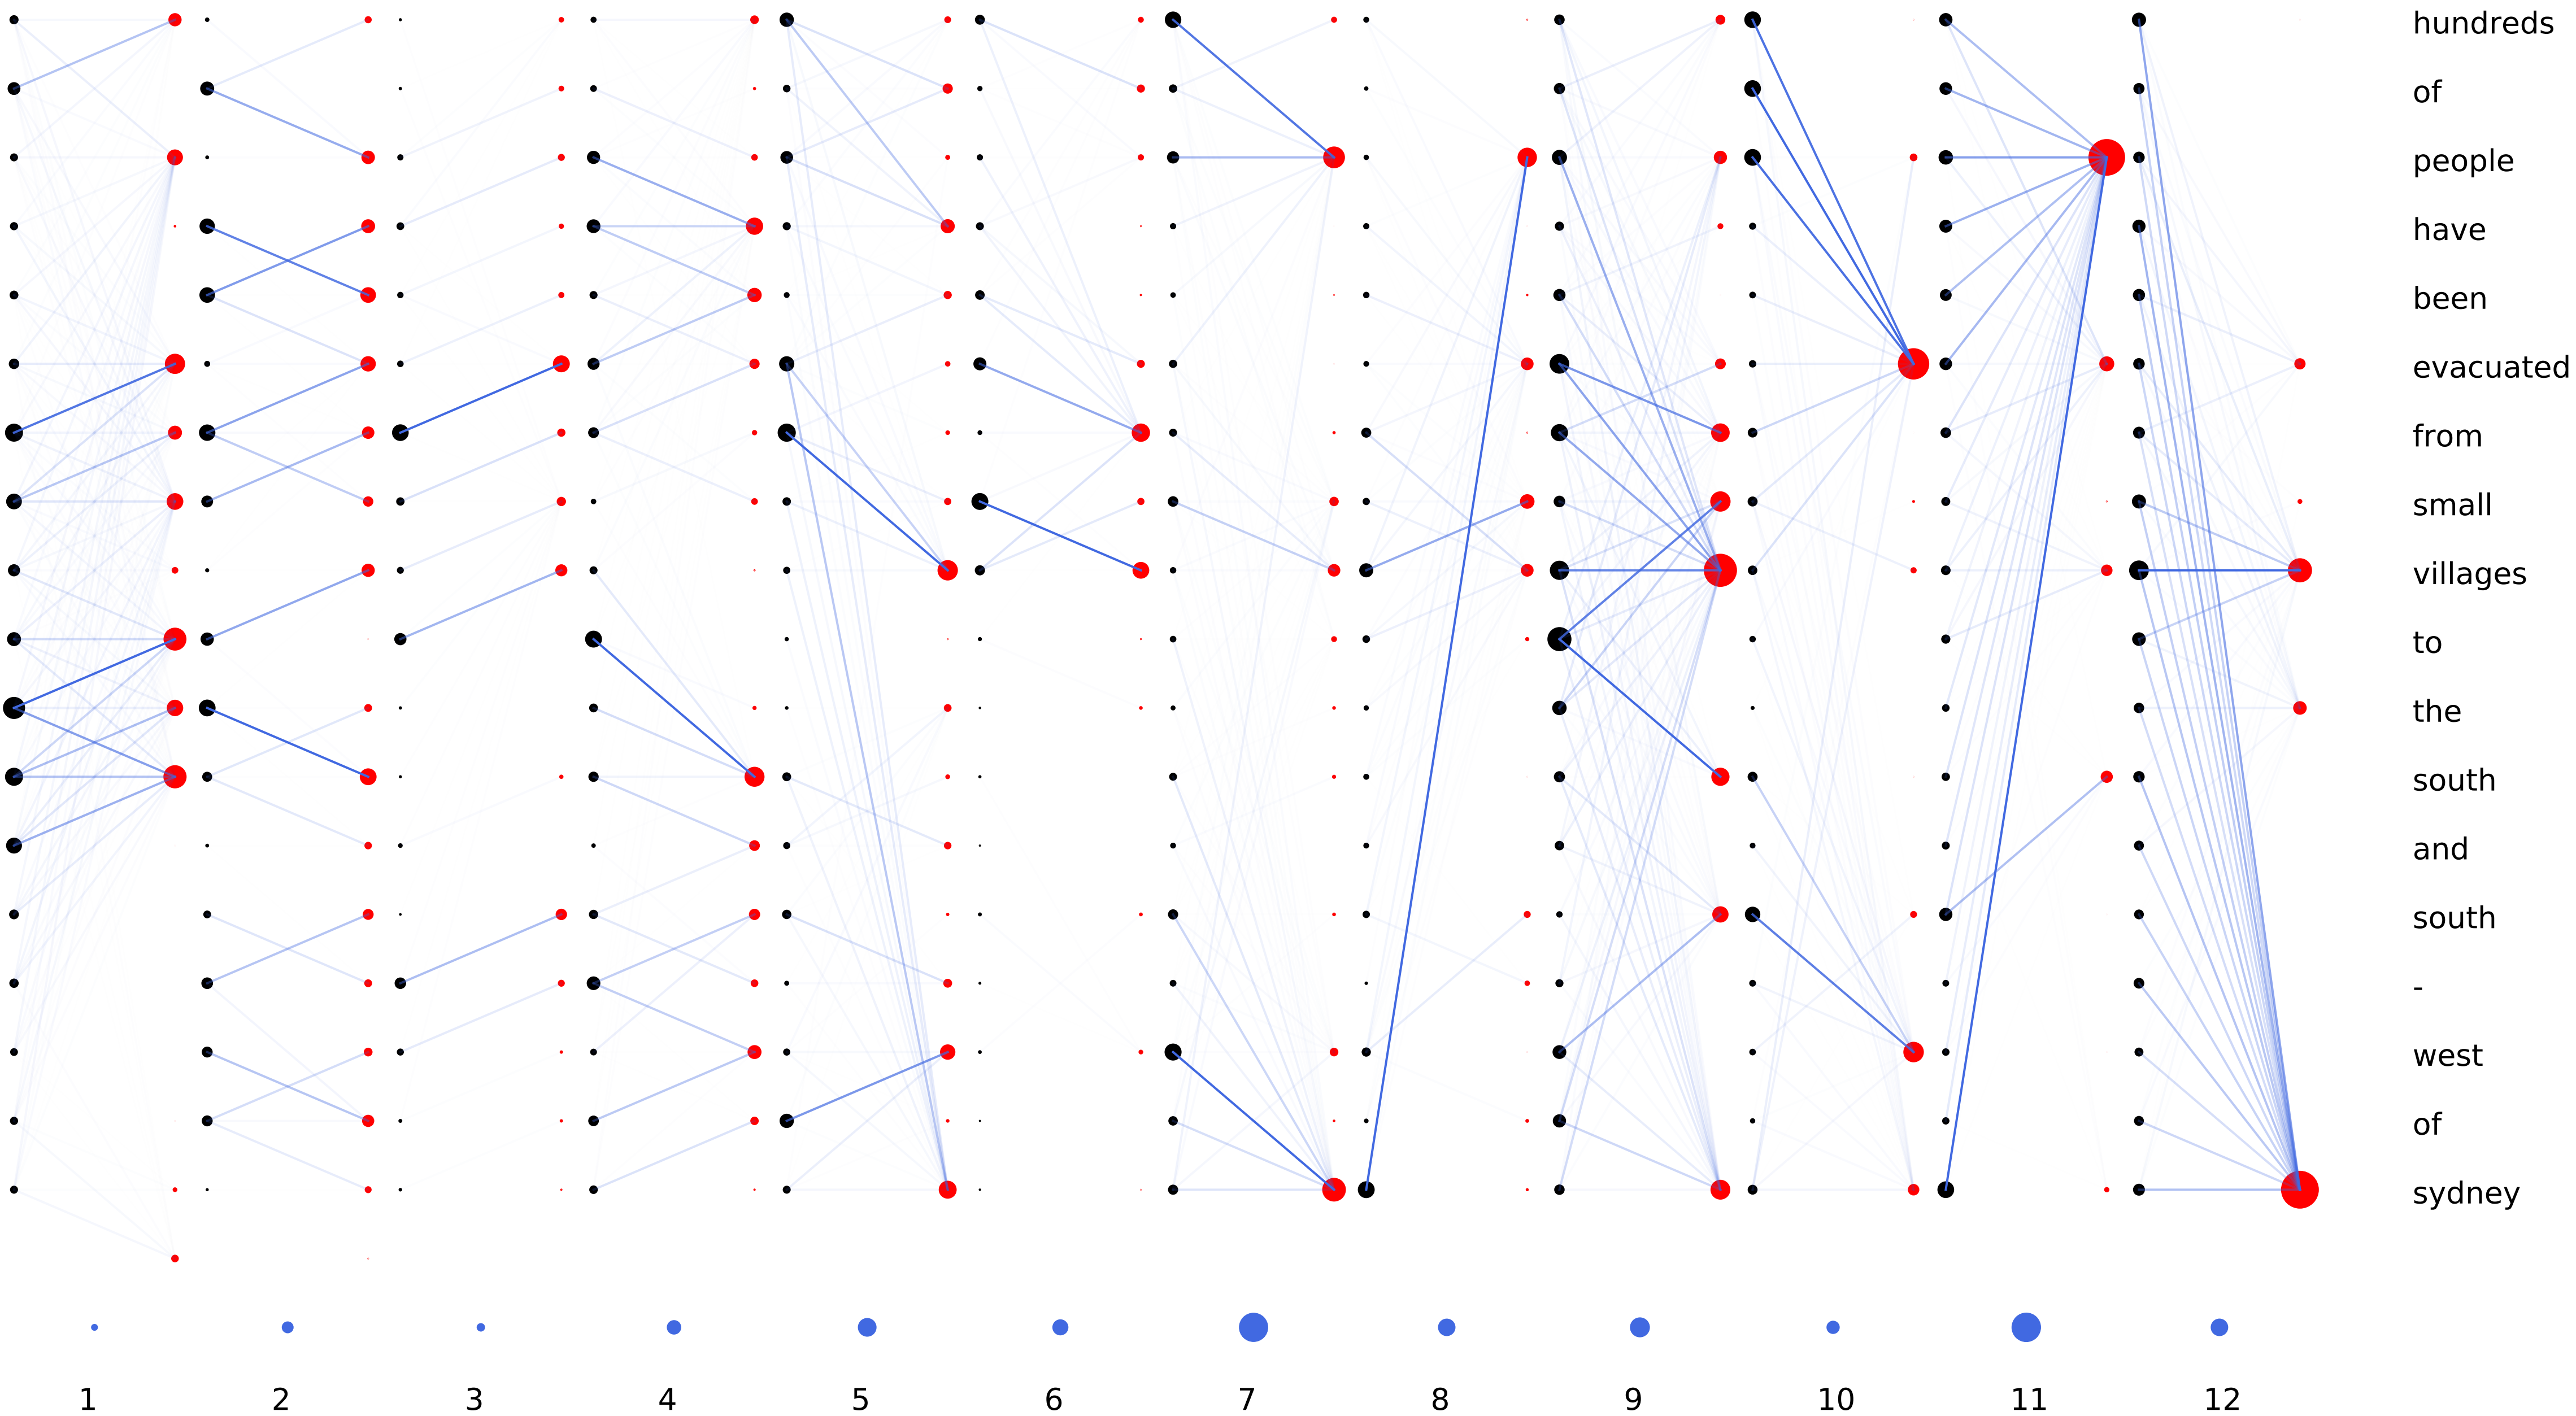 hundreds
of
people
have
been
evacuated
from
small
villages
to
the
south
and
south
-
west
of
sydney
1 2 3 4 5 6 7 8 9 10 11 12